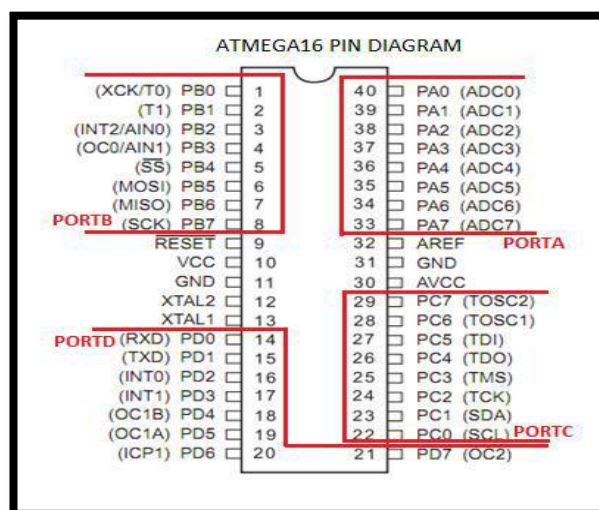 ATMEGA16 PIN DIAGRAM
(XCK/T0) PB0 1 40 PA0 (ADC0)
(T1) PB1 2 39 PA1 (ADC1)
(INT2/AIN0) PB2 3 38 PA2 (ADC2)
(OC0/AIN1) PB3 4 37 PA3 (ADC3)
(SS) PB4 5 36 PA4 (ADC4)
(MOSI) PB5 6 35 PA5 (ADC5)
(MISO) PB6 7 34 PA6 (ADC6)
PORTB (SCK) PB7 8 33 PA7 (ADC7)
RESET 9 32 AREF PORTA
VCC 10 31 GND
GND 11 30 AVCC
XTAL2 12 29 PC7 (TOSC2)
XTAL1 13 28 PC6 (TOSC1)
PORTD (RXD) PD0 14 27 PC5 (TDI)
(TXD) PD1 15 26 PC4 (TDO)
(INT0) PD2 16 25 PC3 (TMS)
(INT1) PD3 17 24 PC2 (TCK)
(OC1B) PD4 18 23 PC1 (SDA)
(OC1A) PD5 19 22 PC0 (SCL) PORTC
(ICP1) PD6 20 21 PD7 (OC2)